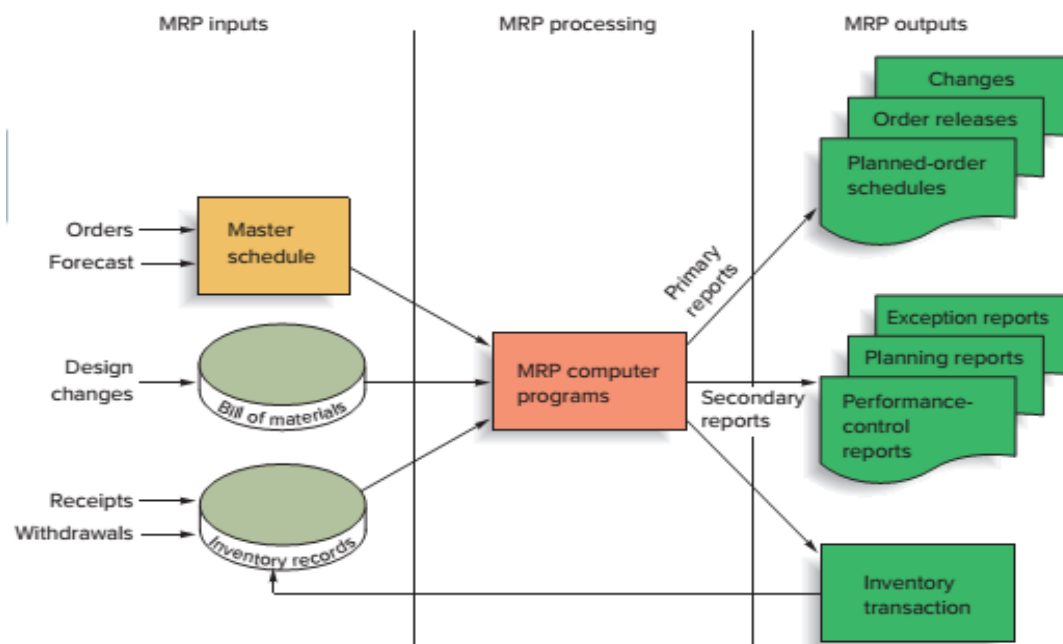 MRP inputs
MRP processing
MRP outputs
Changes
Order releases
Planned-order
schedules
Orders
Forecast
Master
schedule
Primary
reports
Exception reports
Planning reports
Performance-
control
reports
Design
changes
Bill of materials
MRP computer
programs
Secondary
reports
Receipts
Withdrawals
Inventory records
Inventory
transaction